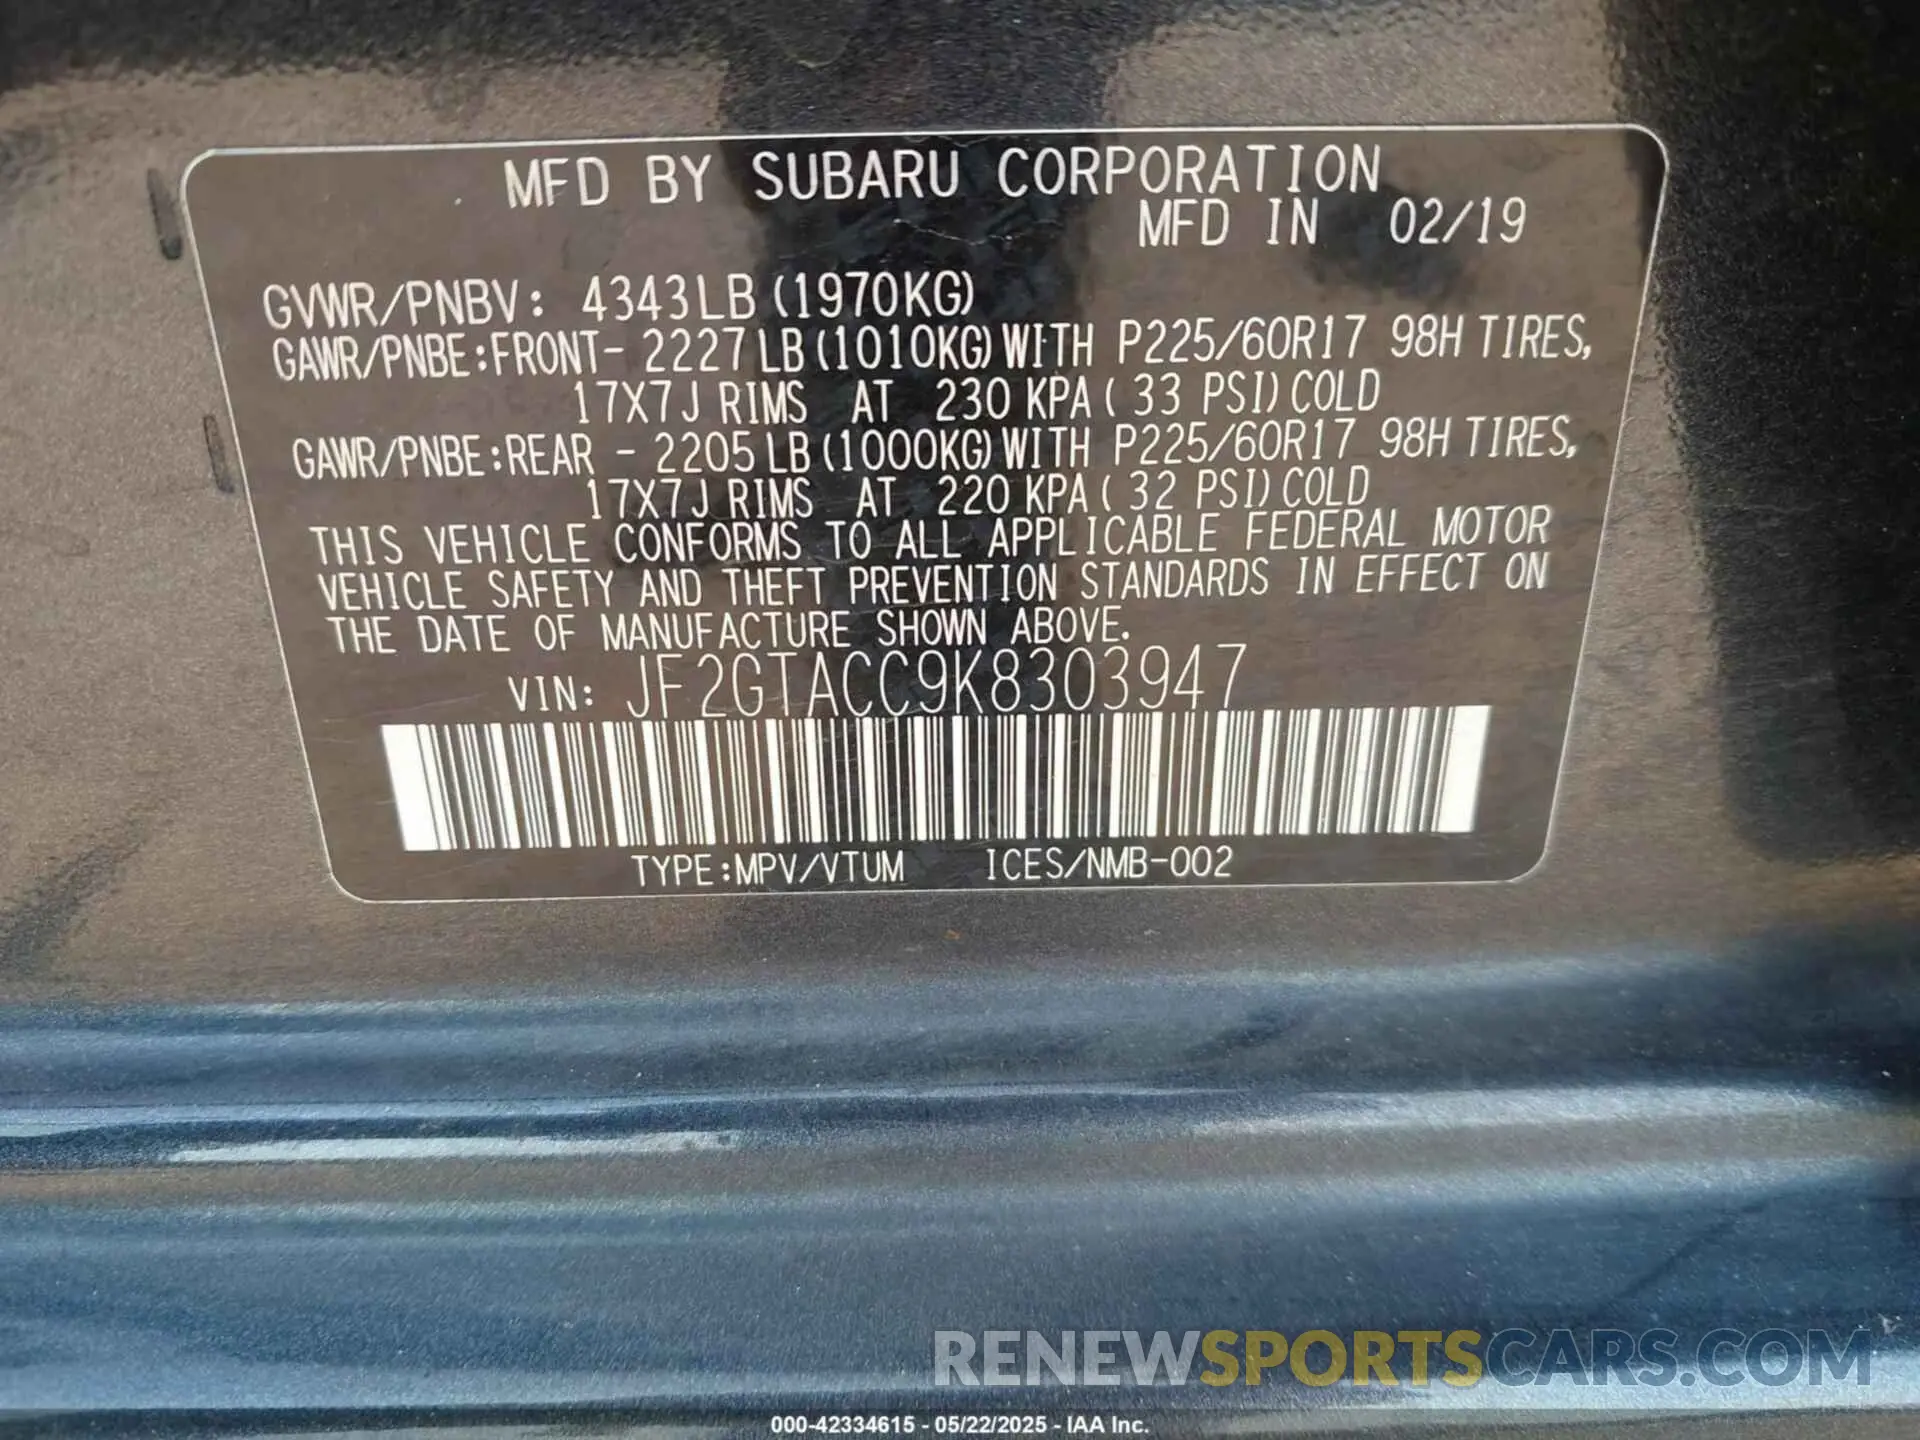 MFD BY SUBARU CORPORATION
MFD IN 02/19
GVWR/PNBV: 4343LB(1970KG)
GAWR/PNBE:FRONT- 2227LB(1010KG)WITH P225/60R17 98H TIRES,
17X7J RIMS AT 230 KPA(33 PSI)COLD
GAWR/PNBE:REAR - 2205LB(1000KG)WITH P225/60R17 98H TIRES,
17X7J RIMS AT 220 KPA(32 PSI)COLD
THIS VEHICLE CONFORMS TO ALL APPLICABLE FEDERAL MOTOR
VEHICLE SAFETY AND THEFT PREVENTION STANDARDS IN EFFECT ON
THE DATE OF MANUFACTURE SHOWN ABOVE.
VIN: JF2GTACC9K8303947
TYPE:MPV/VTUM ICES/NMB-002
RENEWSPORTSCARS.COM
000-42334615 - 05/22/2025 - IAA Inc.